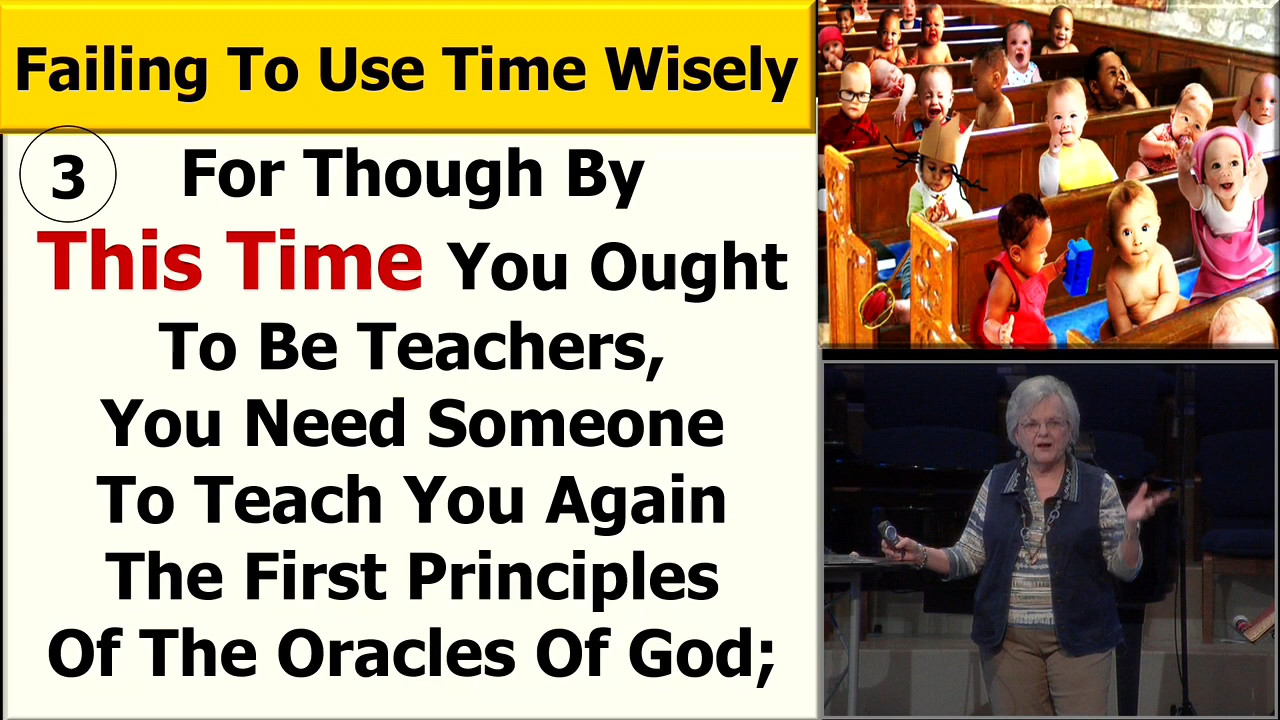 Failing To Use Time Wisely
3 For Though By
This Time You Ought
To Be Teachers,
You Need Someone
To Teach You Again
The First Principles
Of The Oracles Of God;